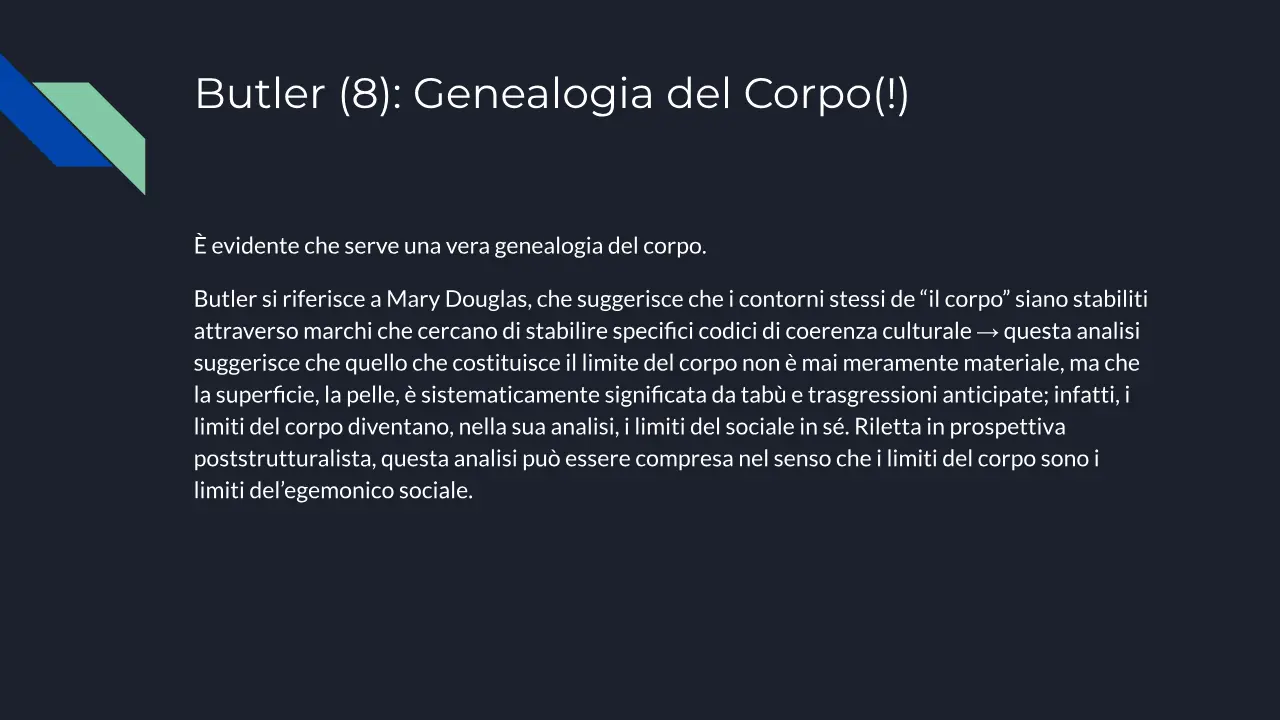 Butler (8): Genealogia del Corpo(!)
È evidente che serve una vera genealogia del corpo.
Butler si riferisce a Mary Douglas, che suggerisce che i contorni stessi de “il corpo” siano stabiliti
attraverso marchi che cercano di stabilire specifici codici di coerenza culturale → questa analisi
suggerisce che quello che costituisce il limite del corpo non è mai meramente materiale, ma che
la superficie, la pelle, è sistematicamente significata da tabù e trasgressioni anticipate; infatti, i
limiti del corpo diventano, nella sua analisi, i limiti del sociale in sé. Riletta in prospettiva
poststrutturalista, questa analisi può essere compresa nel senso che i limiti del corpo sono i
limiti del’egemonico sociale.